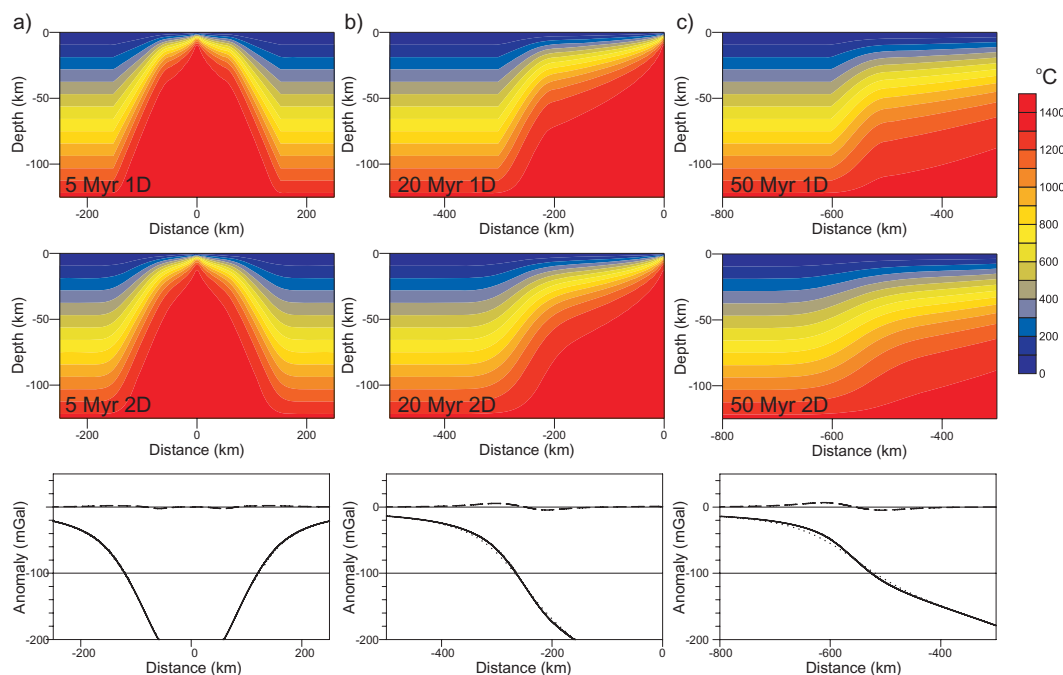 a)
b)
c)
0
-50
-100
Depth (km)
5 Myr 1D
-200
0
200
Distance (km)
0
-50
-100
Depth (km)
20 Myr 1D
-400
-200
0
Distance (km)
0
-50
-100
Depth (km)
50 Myr 1D
-800
-600
-400
Distance (km)
°C
1400
1200
1000
800
600
400
200
0
0
-50
-100
Depth (km)
5 Myr 2D
-200
0
200
Distance (km)
0
-50
-100
Depth (km)
20 Myr 2D
-400
-200
0
Distance (km)
0
-50
-100
Depth (km)
50 Myr 2D
-800
-600
-400
Distance (km)
0
-100
-200
Anomaly (mGal)
-200
0
200
Distance (km)
0
-100
-200
Anomaly (mGal)
-400
-200
0
Distance (km)
0
-100
-200
Anomaly (mGal)
-800
-600
-400
Distance (km)